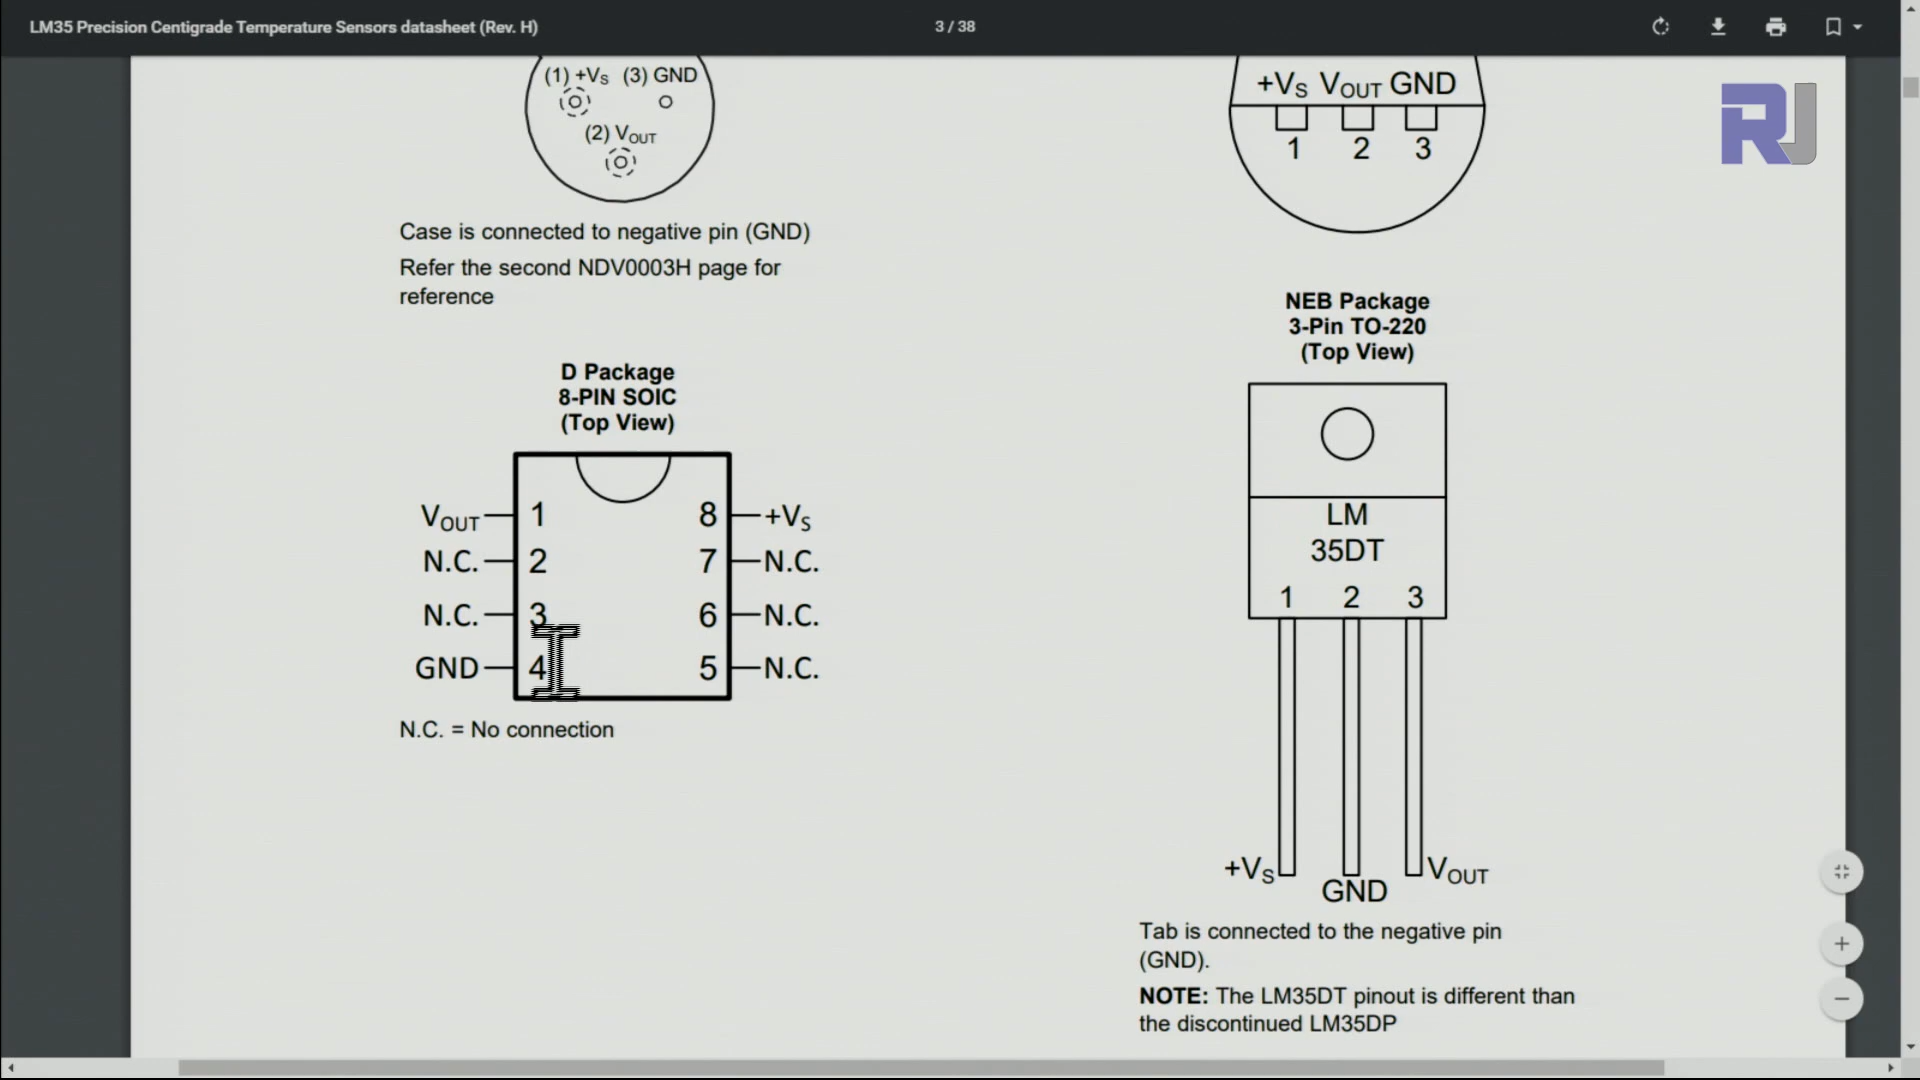 LM35 Precision Centigrade Temperature Sensors datasheet (Rev. H)
3 / 38
(1) +VS (3) GND
(2) VOUT
Case is connected to negative pin (GND)
Refer the second NDV0003H page for
reference
+VS VOUT GND
1 2 3
RJ
D Package
8-PIN SOIC
(Top View)
VOUT 1 8 +VS
N.C. 2 7 N.C.
N.C. 3 6 N.C.
GND 4 5 N.C.
N.C. = No connection
NEB Package
3-Pin TO-220
(Top View)
LM
35DT
1 2 3
+VS GND VOUT
Tab is connected to the negative pin
(GND).
NOTE: The LM35DT pinout is different than
the discontinued LM35DP